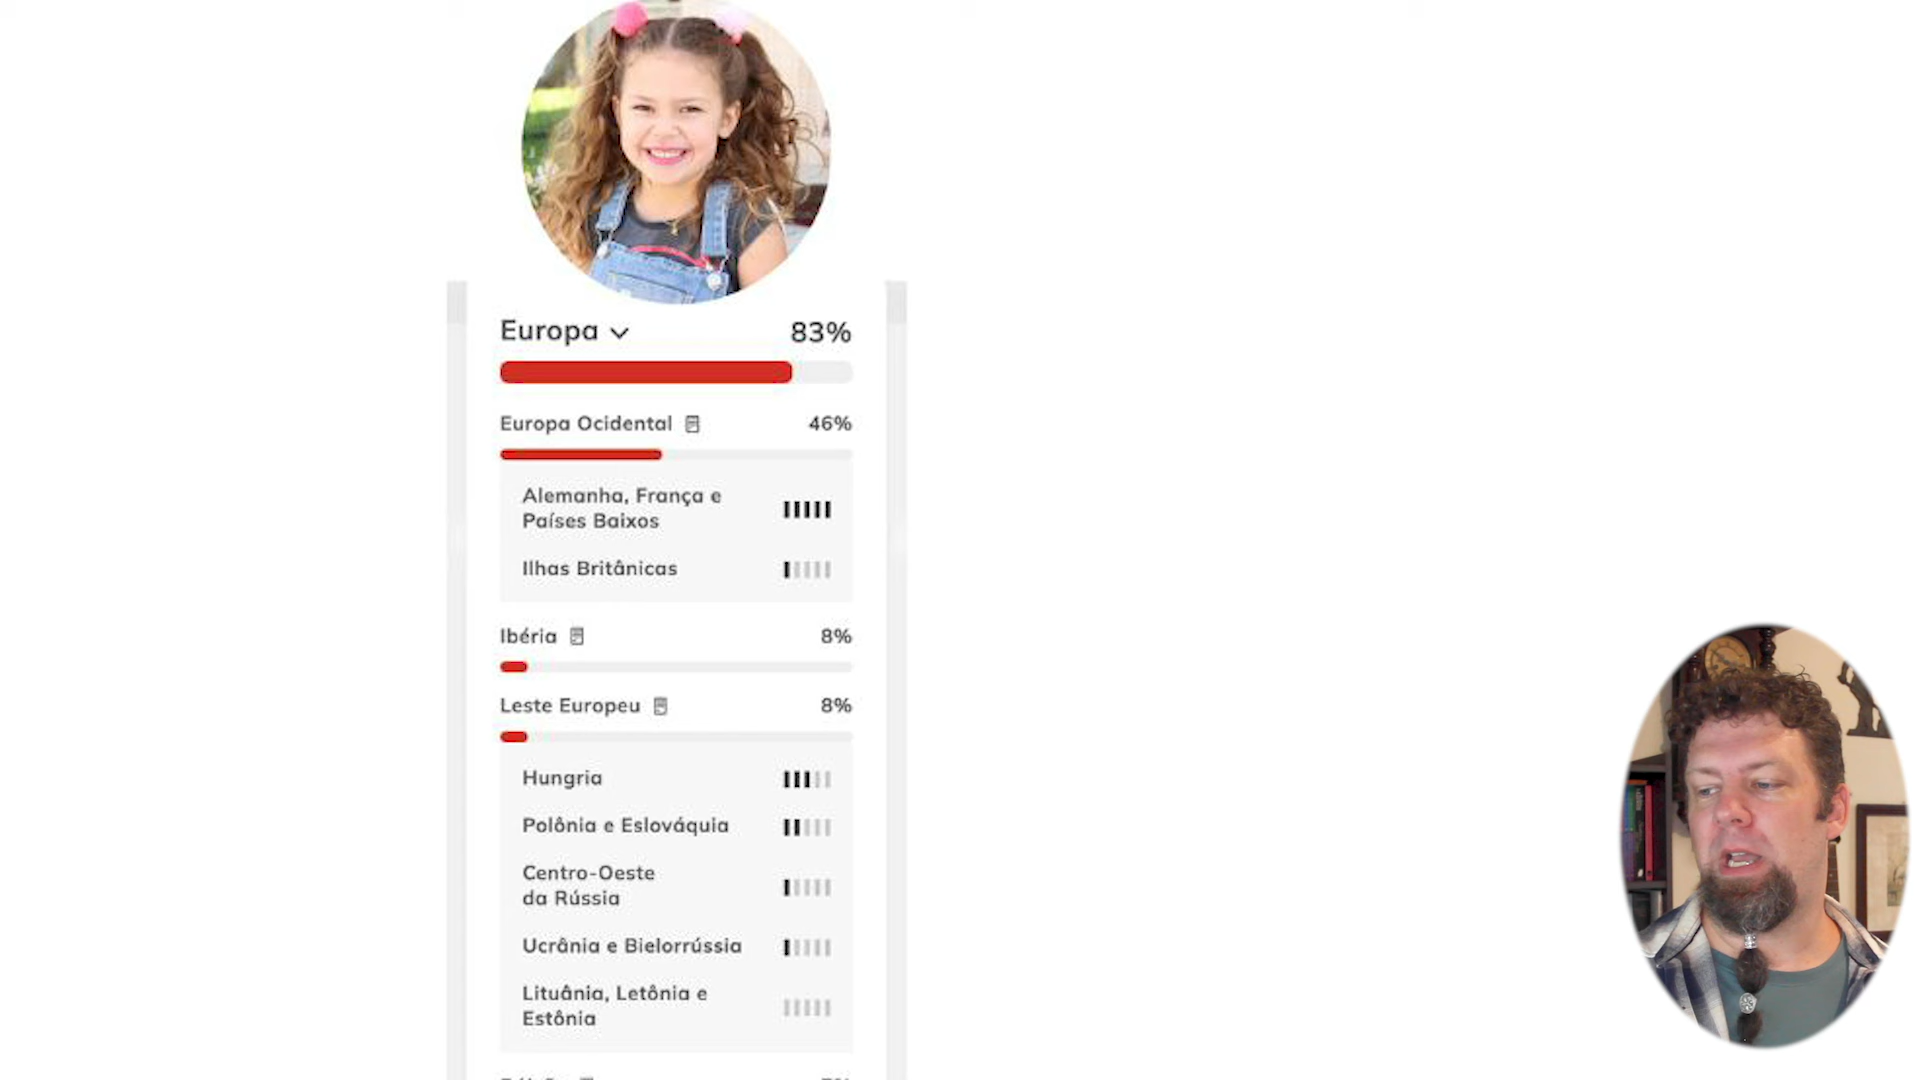 Europa 83%
Europa Ocidental 46%
Alemanha, França e
Países Baixos
Ilhas Britânicas
Ibéria 8%
Leste Europeu 8%
Hungria
Polônia e Eslováquia
Centro-Oeste
da Rússia
Ucrânia e Bielorrússia
Lituânia, Letônia e
Estônia